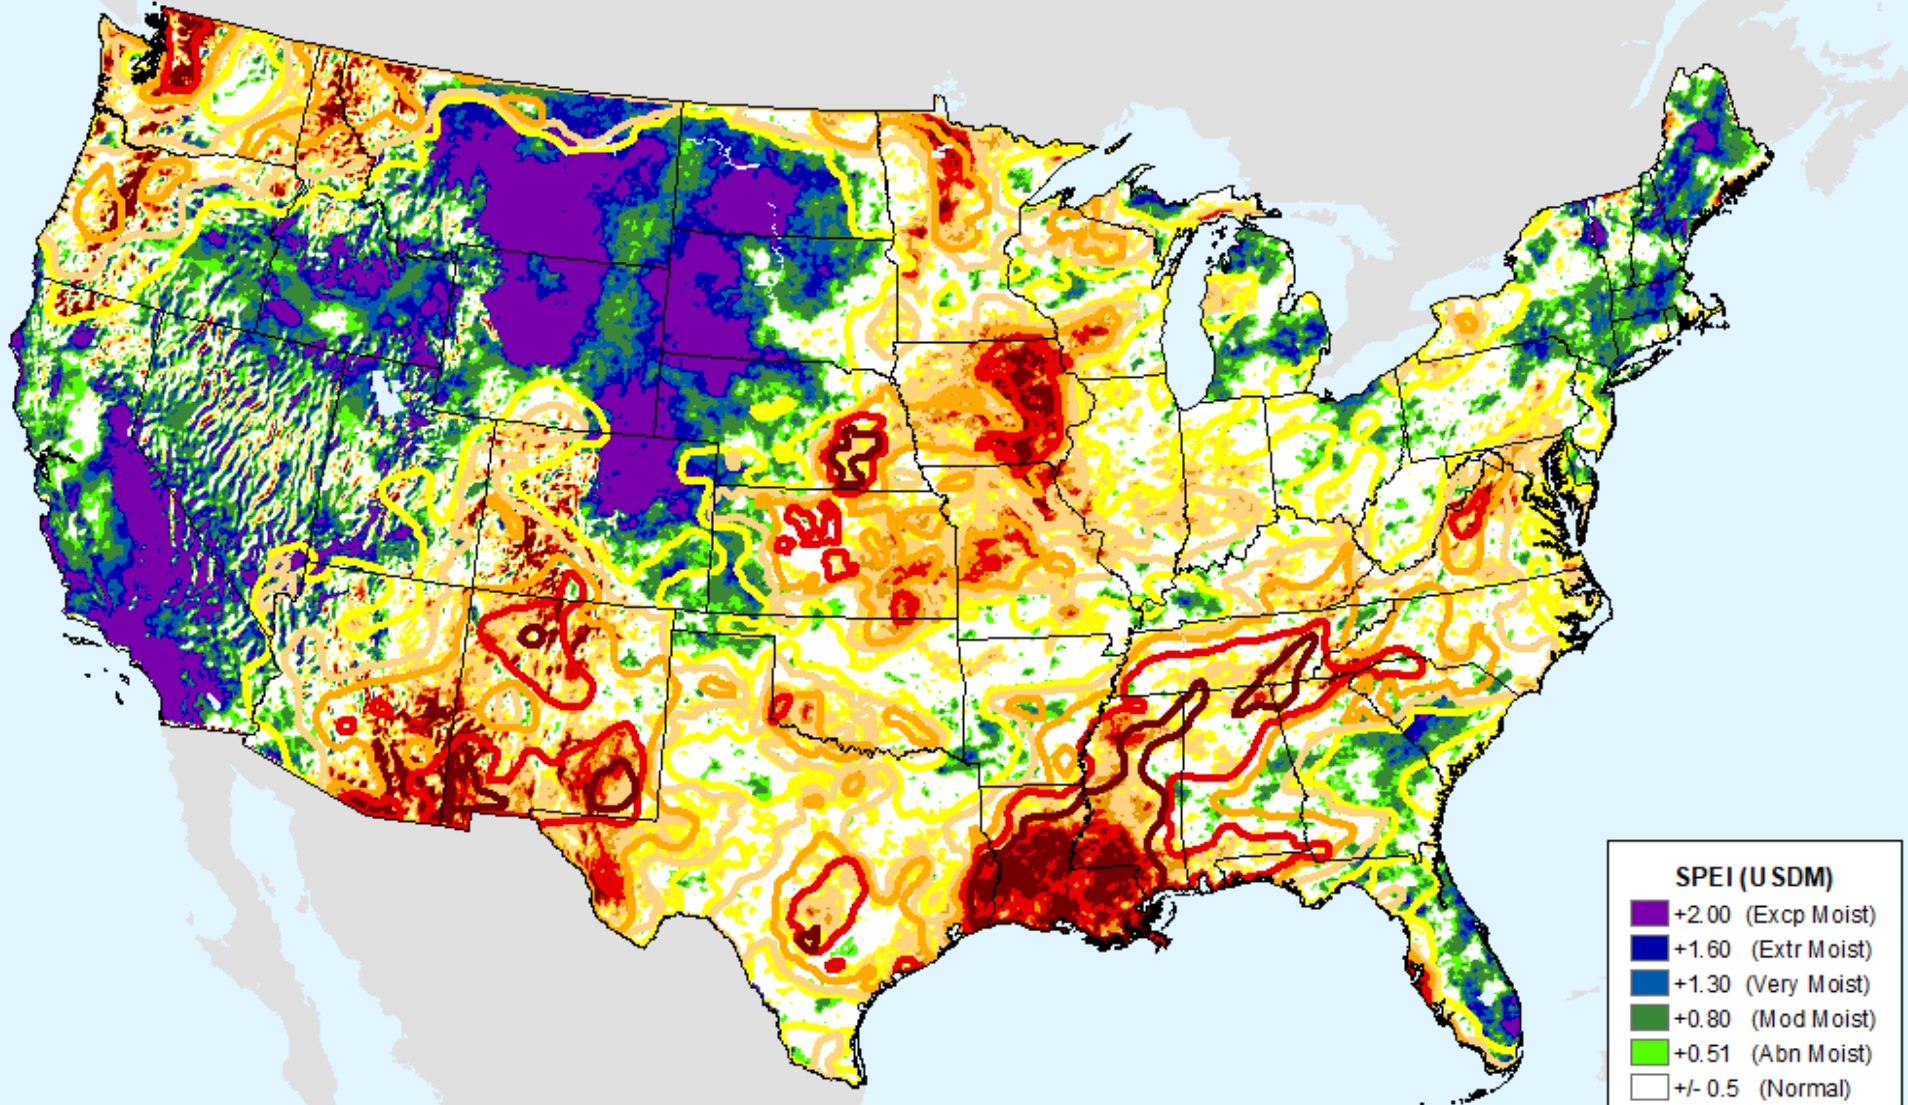 SPEI (USDM)
+2.00 (Excp Moist)
+1.60 (Extr Moist)
+1.30 (Very Moist)
+0.80 (Mod Moist)
+0.51 (Abn Moist)
+/- 0.5 (Normal)